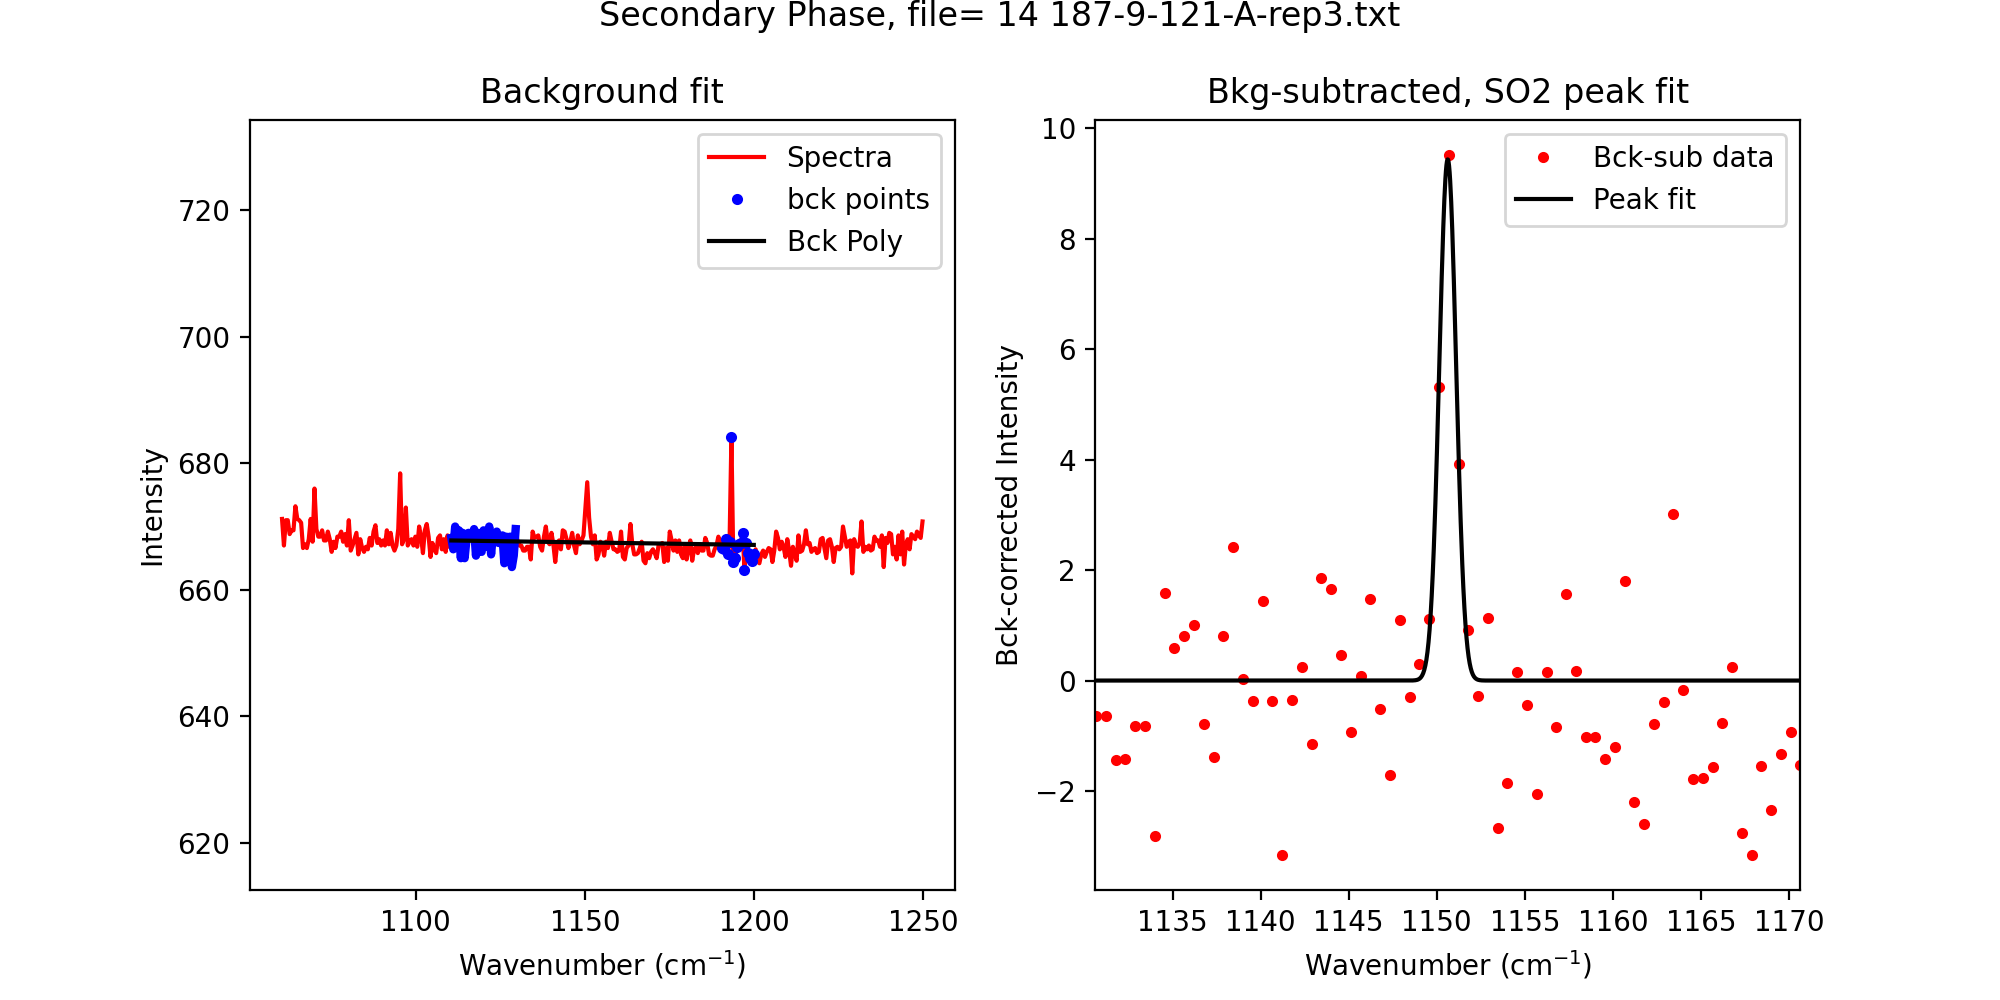 Secondary Phase, file= 14 187-9-121-A-rep3.txt
Background fit
Spectra
bck points
Bck Poly
720
700
680
660
640
620
Intensity
1100 1150 1200 1250
Wavenumber (cm⁻¹)
Bkg-subtracted, SO2 peak fit
Bck-sub data
Peak fit
10
8
6
4
2
0
−2
Bck-corrected Intensity
1135 1140 1145 1150 1155 1160 1165 1170
Wavenumber (cm⁻¹)